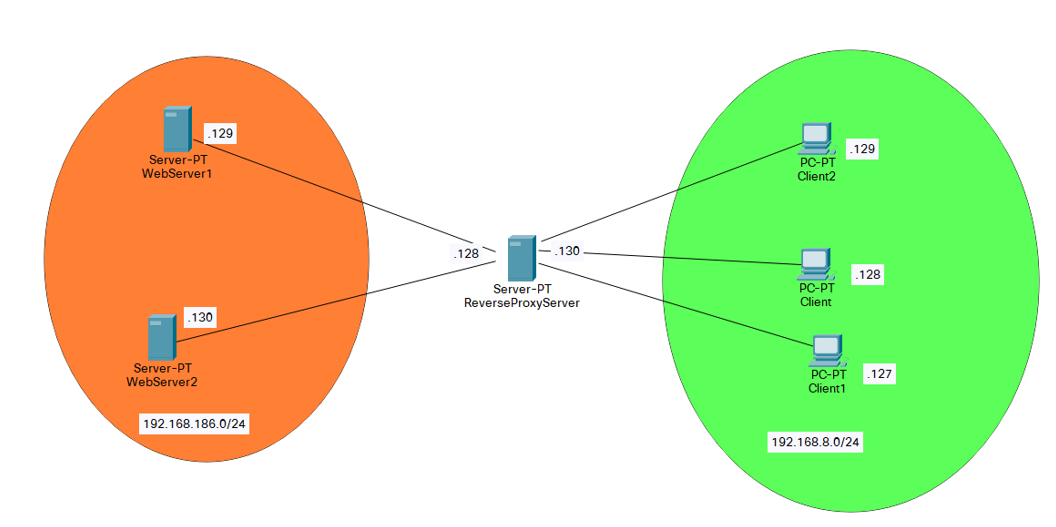 .129
Server-PT
WebServer1
.129
PC-PT
Client2
.128
.130
Server-PT
ReverseProxyServer
.128
PC-PT
Client
.130
Server-PT
WebServer2
.127
PC-PT
Client1
192.168.186.0/24
192.168.8.0/24